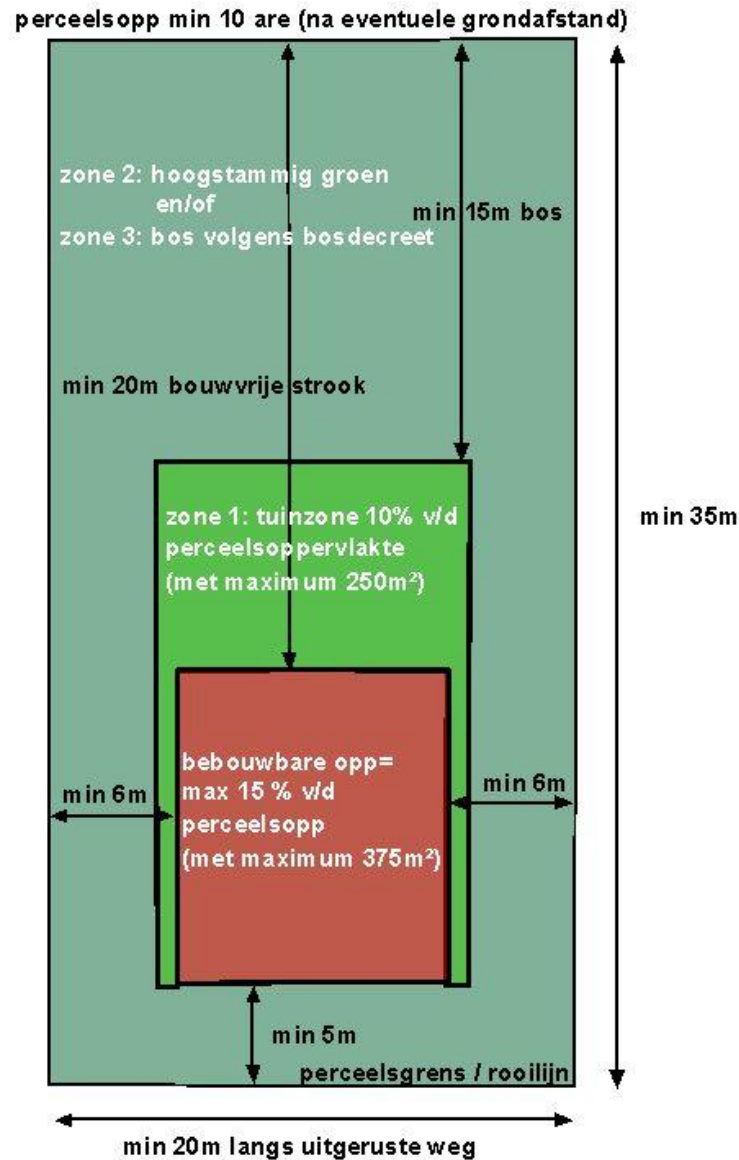 perceelsopp min 10 are (na eventuele grondafstand)
zone 2: hoogstammig groen
en/of
zone 3: bos volgens bosdecreet
min 15m bos
min 20m bouwvrije strook
zone 1: tuinzone 10% v/d
perceelsoppervlakte
(met maximum 250m²)
min 35m
bebouwbare opp=
max 15 % v/d
perceelsopp
(met maximum 375m²)
min 6m
min 6m
min 5m
perceelsgrens / rooilijn
min 20m langs uitgeruste weg